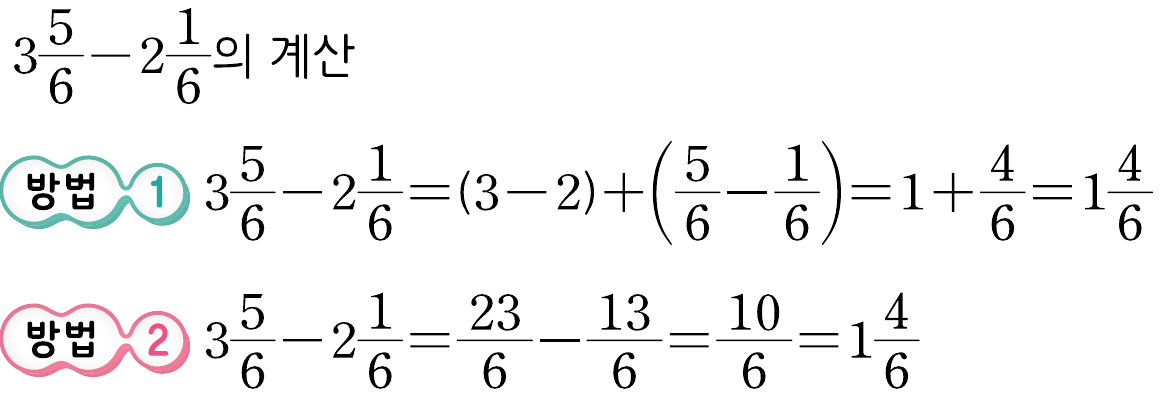 3 5/6 − 2 1/6의 계산
방법 1 3 5/6 − 2 1/6 = (3 − 2) + (5/6 − 1/6) = 1 + 4/6 = 1 4/6
방법 2 3 5/6 − 2 1/6 = 23/6 − 13/6 = 10/6 = 1 4/6